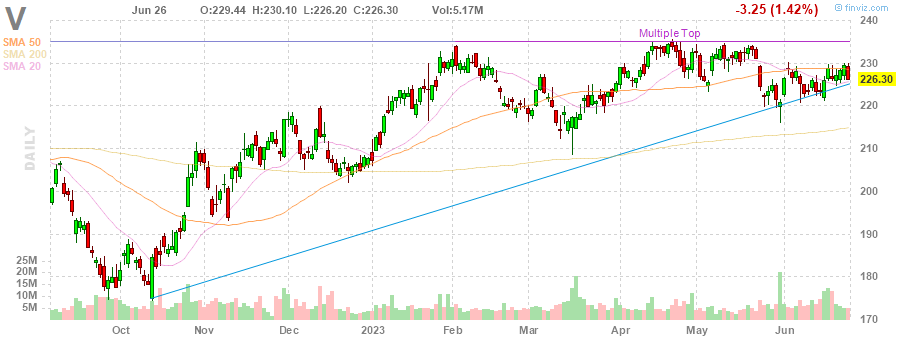 V
Jun 26 O:229.44 H:230.10 L:226.20 C:226.30 Vol:5.17M -3.25 (1.42%) finviz.com
SMA 50
SMA 200
SMA 20
Multiple Top
240
230
226.30
220
210
200
190
180
170
DAILY
25M
20M
15M
10M
5M
Oct Nov Dec 2023 Feb Mar Apr May Jun